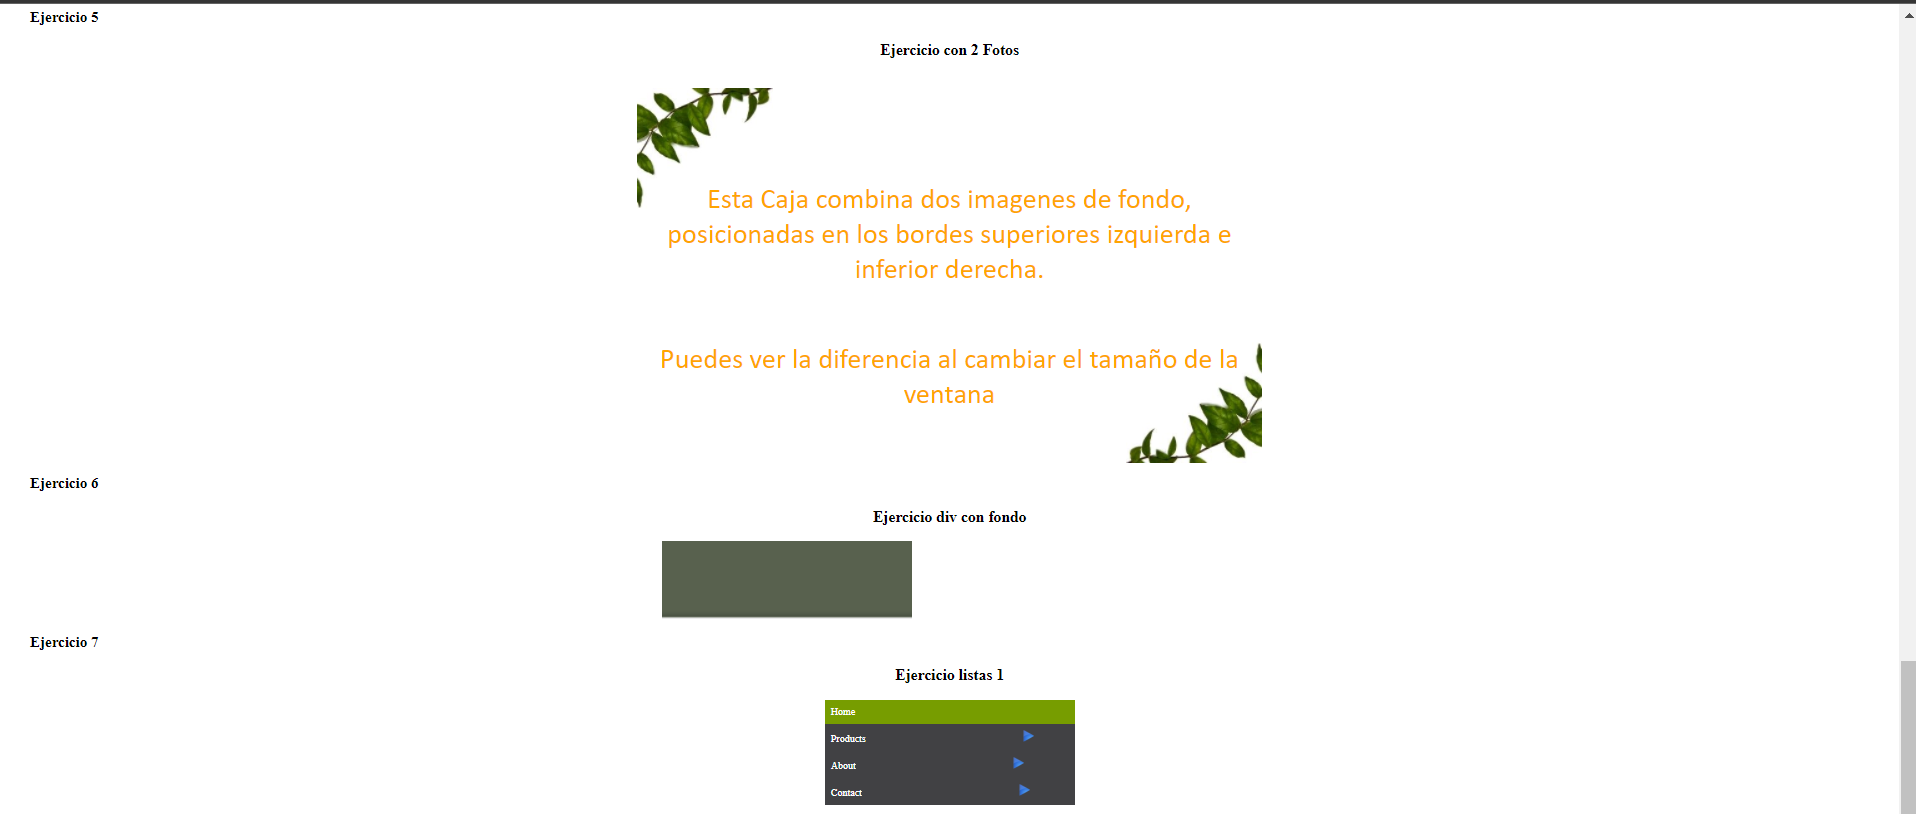 Ejercicio 5
Ejercicio con 2 Fotos
Esta Caja combina dos imagenes de fondo,
posicionadas en los bordes superiores izquierda e
inferior derecha.
Puedes ver la diferencia al cambiar el tamaño de la
ventana
Ejercicio 6
Ejercicio div con fondo
Ejercicio 7
Ejercicio listas 1
Home
Products
About
Contact